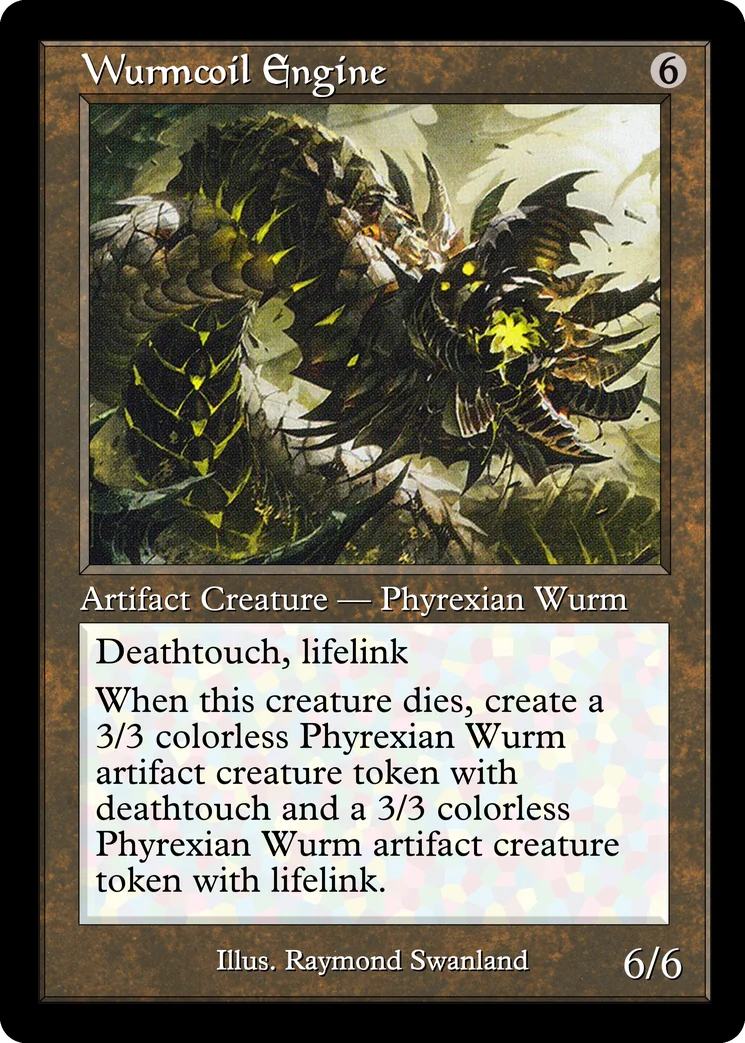 Wurmcoil Engine 6
Artifact Creature — Phyrexian Wurm
Deathtouch, lifelink
When this creature dies, create a
3/3 colorless Phyrexian Wurm
artifact creature token with
deathtouch and a 3/3 colorless
Phyrexian Wurm artifact creature
token with lifelink.
Illus. Raymond Swanland
6/6